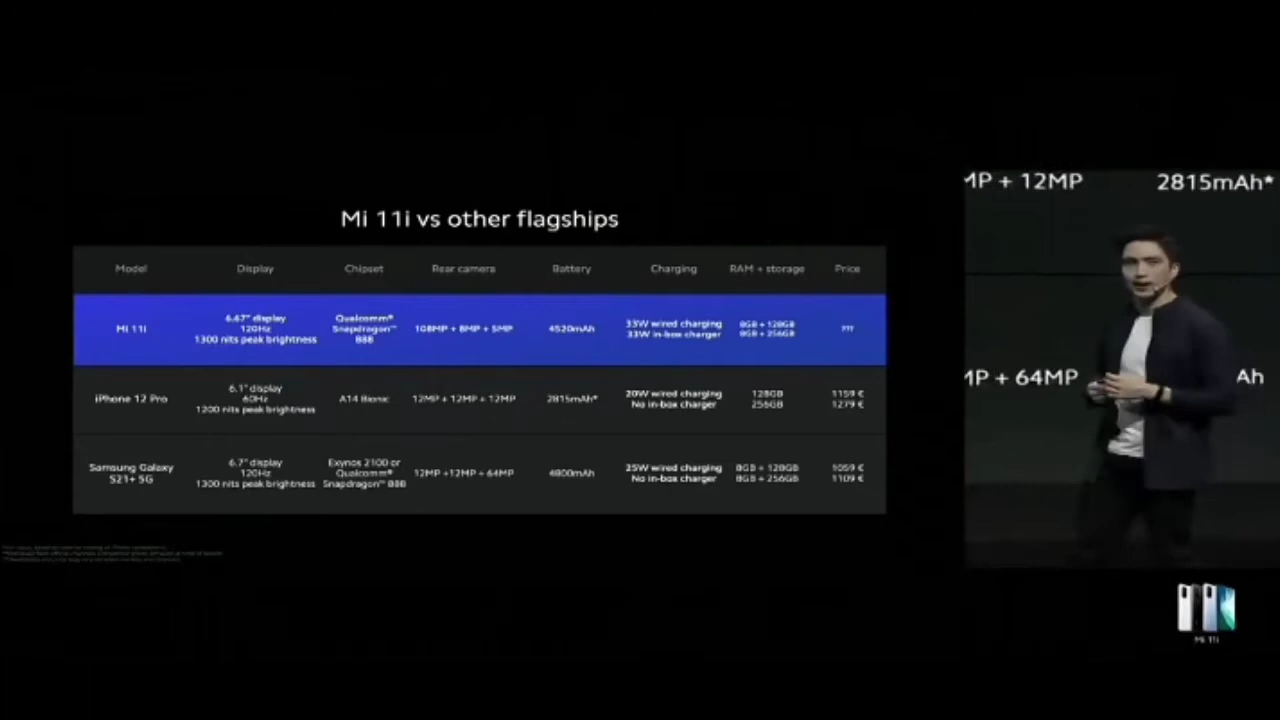 MP + 12MP
2815mAh*
Mi 11i vs other flagships
Model Display Chipset Rear camera Battery Charging RAM + storage Price
6.67" display
120Hz
1300 nits peak brightness
Qualcomm®
Snapdragon™
888
Mi 11i
108MP + 8MP + 5MP
4520mAh
33W wired charging
33W in-box charger
8GB + 128GB
8GB + 256GB
???
iPhone 12 Pro
6.1" display
60Hz
1200 nits peak brightness
A14 Bionic
12MP + 12MP + 12MP
2815mAh*
20W wired charging
No in-box charger
128GB
256GB
1159 €
1279 €
MP + 64MP
Ah
Samsung Galaxy
S21+ 5G
6.7" display
120Hz
1300 nits peak brightness
Exynos 2100 or
Qualcomm®
Snapdragon™ 888
12MP +12MP + 64MP
4800mAh
25W wired charging
No in-box charger
8GB + 128GB
8GB + 256GB
1059 €
1109 €
Mi 11i